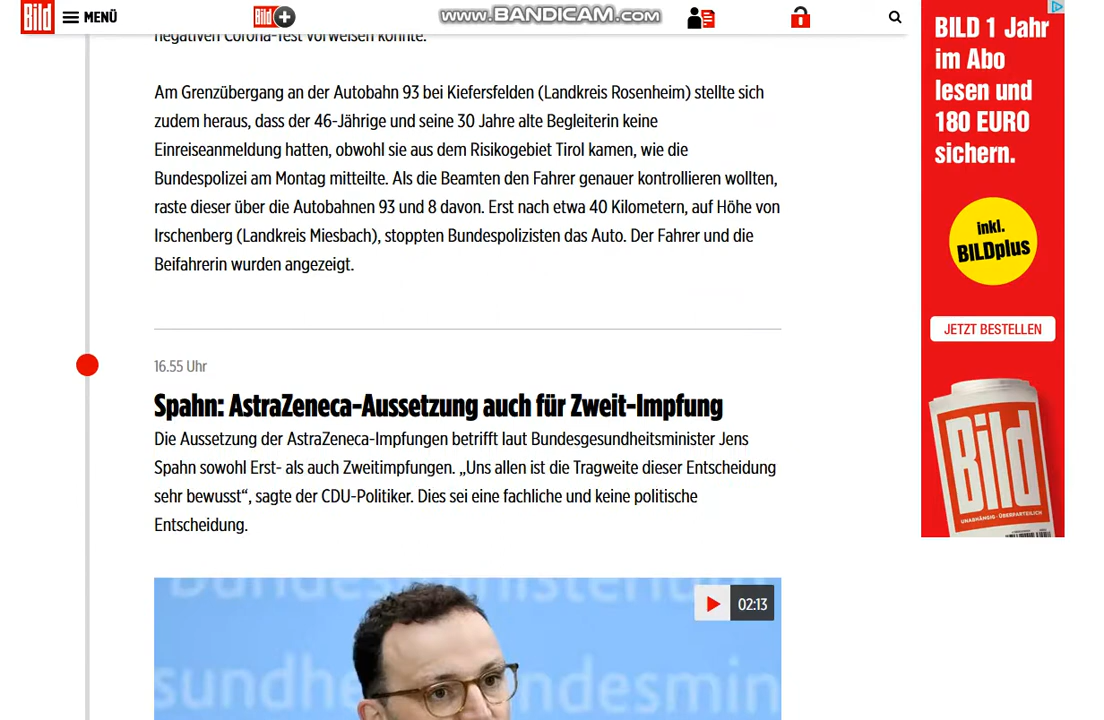 Bild
MENÜ
Bild
www.BANDICAM.com
negativen Corona-Test vorweisen konnte.
Am Grenzübergang an der Autobahn 93 bei Kiefersfelden (Landkreis Rosenheim) stellte sich
zudem heraus, dass der 46-Jährige und seine 30 Jahre alte Begleiterin keine
Einreiseanmeldung hatten, obwohl sie aus dem Risikogebiet Tirol kamen, wie die
Bundespolizei am Montag mitteilte. Als die Beamten den Fahrer genauer kontrollieren wollten,
raste dieser über die Autobahnen 93 und 8 davon. Erst nach etwa 40 Kilometern, auf Höhe von
Irschenberg (Landkreis Miesbach), stoppten Bundespolizisten das Auto. Der Fahrer und die
Beifahrerin wurden angezeigt.
16.55 Uhr
Spahn: AstraZeneca-Aussetzung auch für Zweit-Impfung
Die Aussetzung der AstraZeneca-Impfungen betrifft laut Bundesgesundheitsminister Jens
Spahn sowohl Erst- als auch Zweitimpfungen. „Uns allen ist die Tragweite dieser Entscheidung
sehr bewusst“, sagte der CDU-Politiker. Dies sei eine fachliche und keine politische
Entscheidung.
02:13
sundhe
ndesmin
BILD 1 Jahr
im Abo
lesen und
180 EURO
sichern.
inkl.
BILDplus
JETZT BESTELLEN
Bild
UNABHÄNGIG · ÜBERPARTEILICH